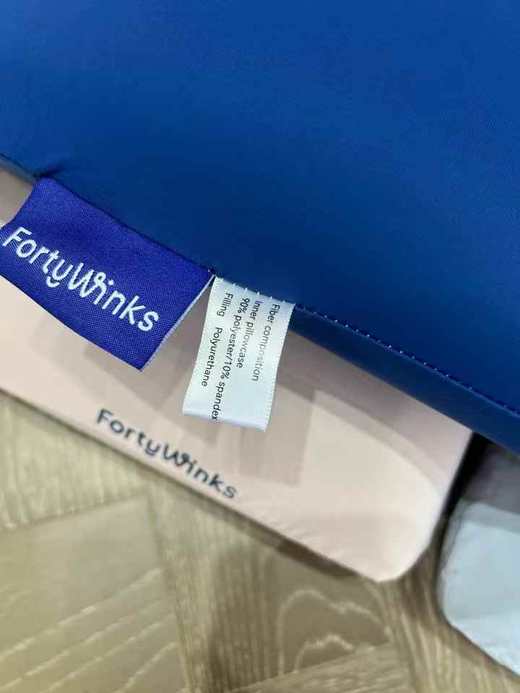 FortyWinks
Fiber composition
Inner pillowcase
90% polyester/10% spandex
Filling Polyurethane
FortyWinks